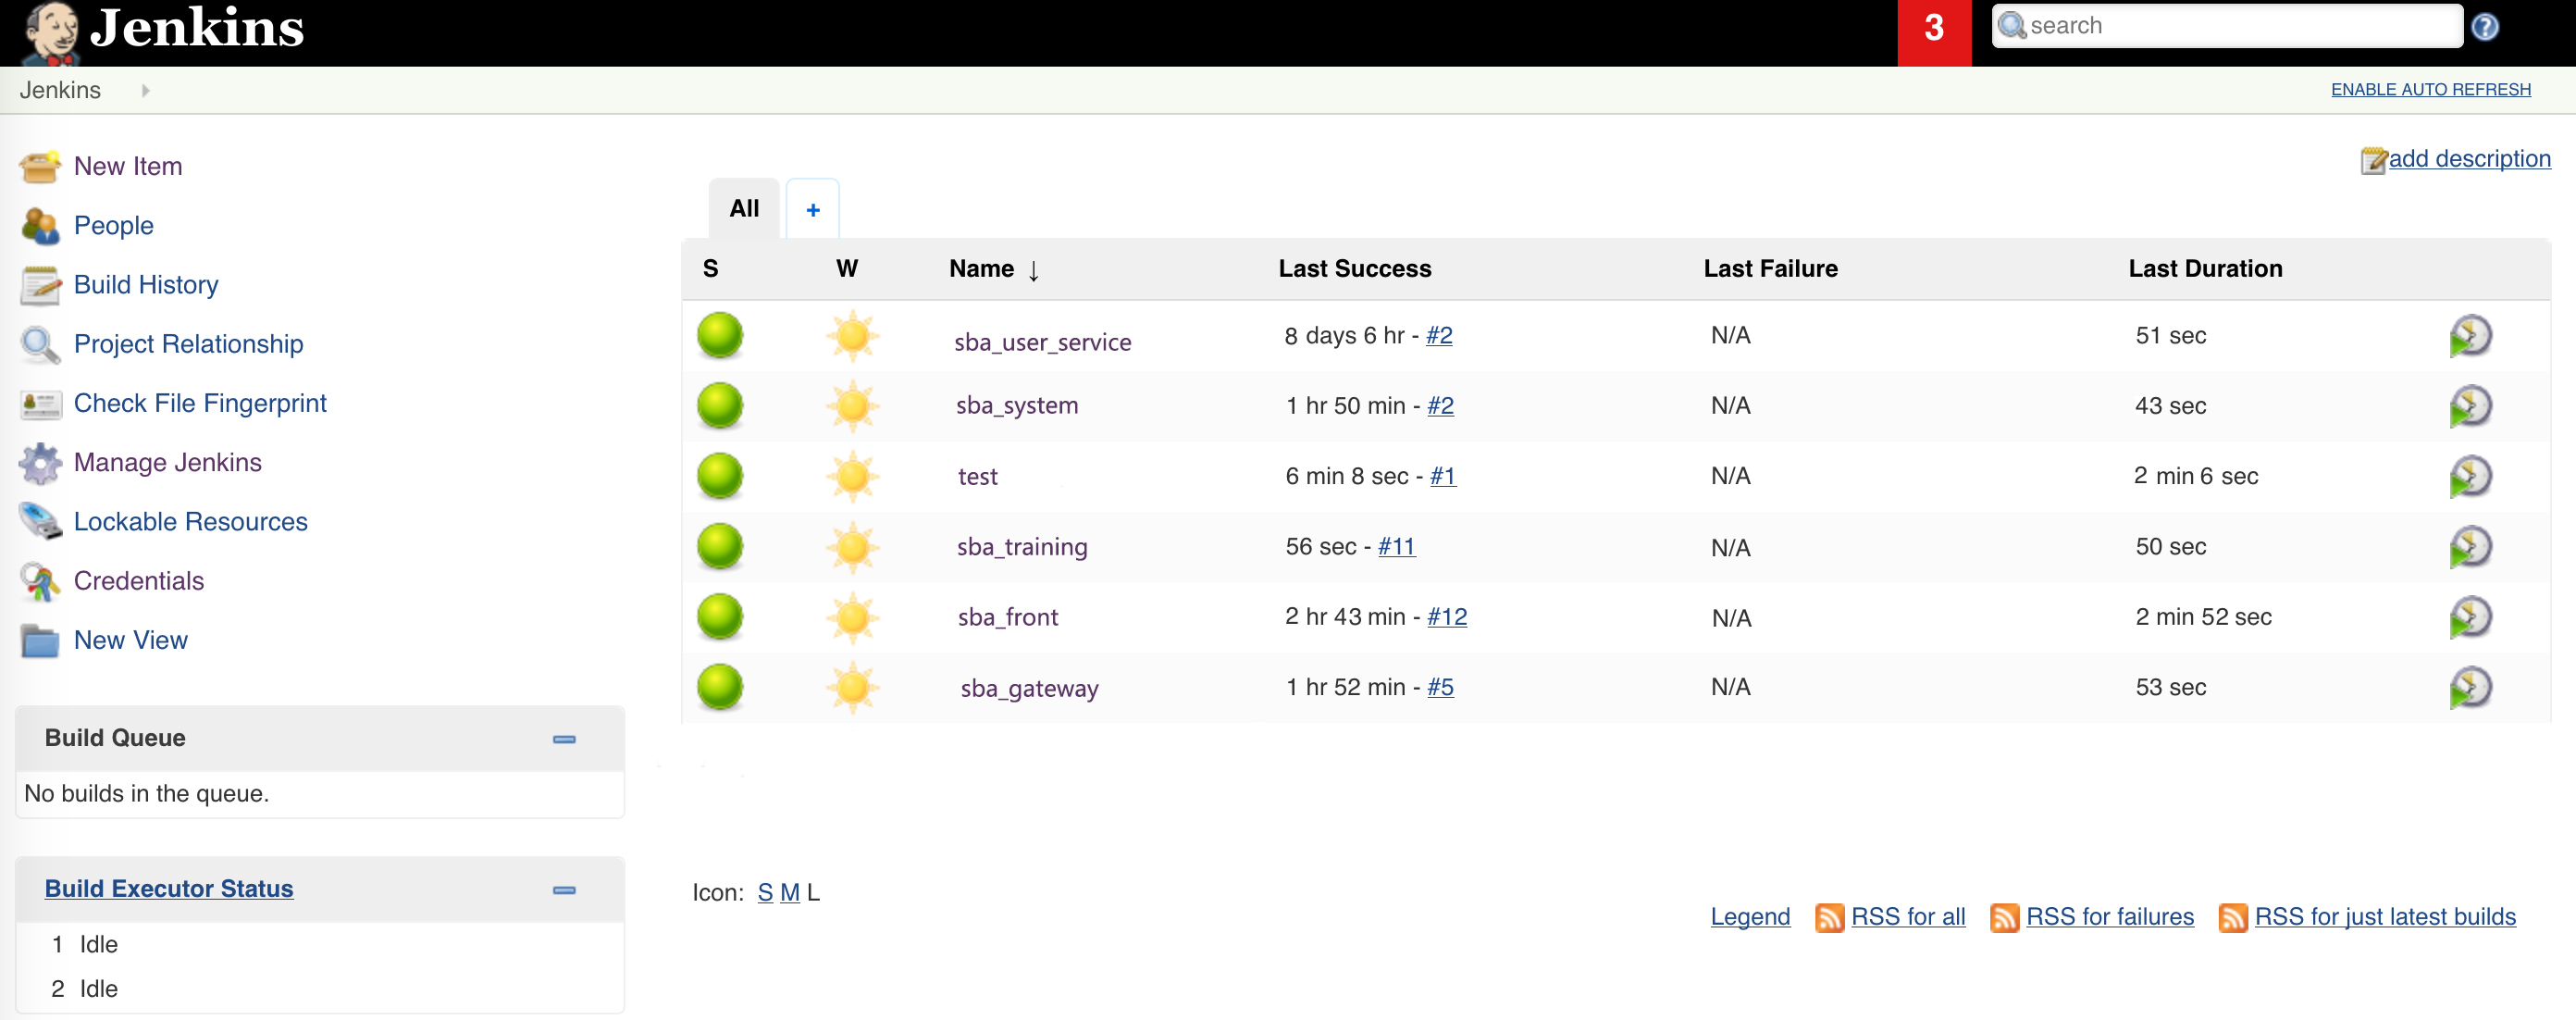 Jenkins
3
search
Jenkins
ENABLE AUTO REFRESH
New Item
People
Build History
Project Relationship
Check File Fingerprint
Manage Jenkins
Lockable Resources
Credentials
New View
Build Queue
No builds in the queue.
Build Executor Status
1 Idle
2 Idle
add description
All +
S W Name ↓ Last Success Last Failure Last Duration
sba_user_service 8 days 6 hr - #2 N/A 51 sec
sba_system 1 hr 50 min - #2 N/A 43 sec
test 6 min 8 sec - #1 N/A 2 min 6 sec
sba_training 56 sec - #11 N/A 50 sec
sba_front 2 hr 43 min - #12 N/A 2 min 52 sec
sba_gateway 1 hr 52 min - #5 N/A 53 sec
Icon: S M L
Legend RSS for all RSS for failures RSS for just latest builds